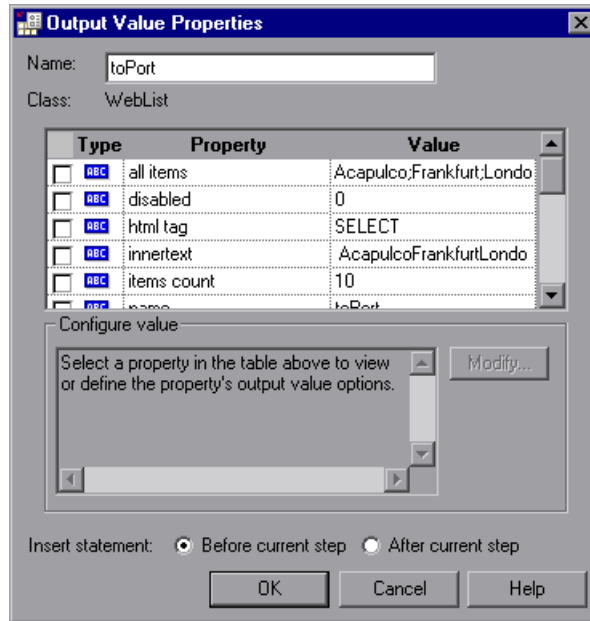 Output Value Properties
Name: toPort
Class: WebList
Type Property Value
ABC all items Acapulco;Frankfurt;Londo
ABC disabled 0
ABC html tag SELECT
ABC innertext AcapulcoFrankfurtLondo
ABC items count 10
ABC name toPort
Configure value
Select a property in the table above to view
or define the property's output value options.
Modify...
Insert statement: Before current step After current step
OK Cancel Help